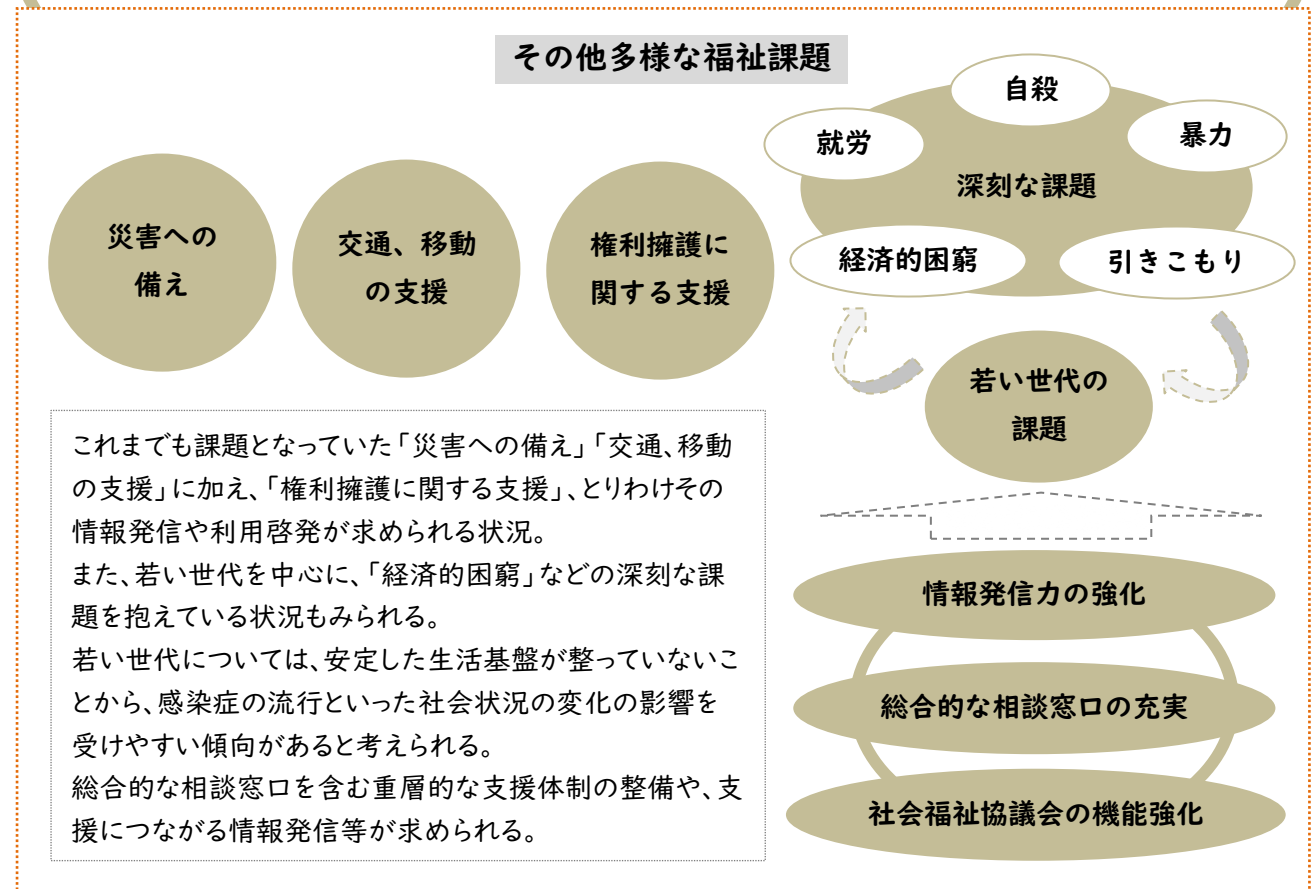 その他多様な福祉課題
自殺
就労
暴力
深刻な課題
経済的困窮
引きこもり
災害への
備え
交通、移動
の支援
権利擁護に
関する支援
若い世代の
課題
これまでも課題となっていた「災害への備え」「交通、移動
の支援」に加え、「権利擁護に関する支援」、とりわけその
情報発信や利用啓発が求められる状況。
また、若い世代を中心に、「経済的困窮」などの深刻な課
題を抱えている状況もみられる。
若い世代については、安定した生活基盤が整っていないこ
とから、感染症の流行といった社会状況の変化の影響を
受けやすい傾向があると考えられる。
総合的な相談窓口を含む重層的な支援体制の整備や、支
援につながる情報発信等が求められる。
情報発信力の強化
総合的な相談窓口の充実
社会福祉協議会の機能強化